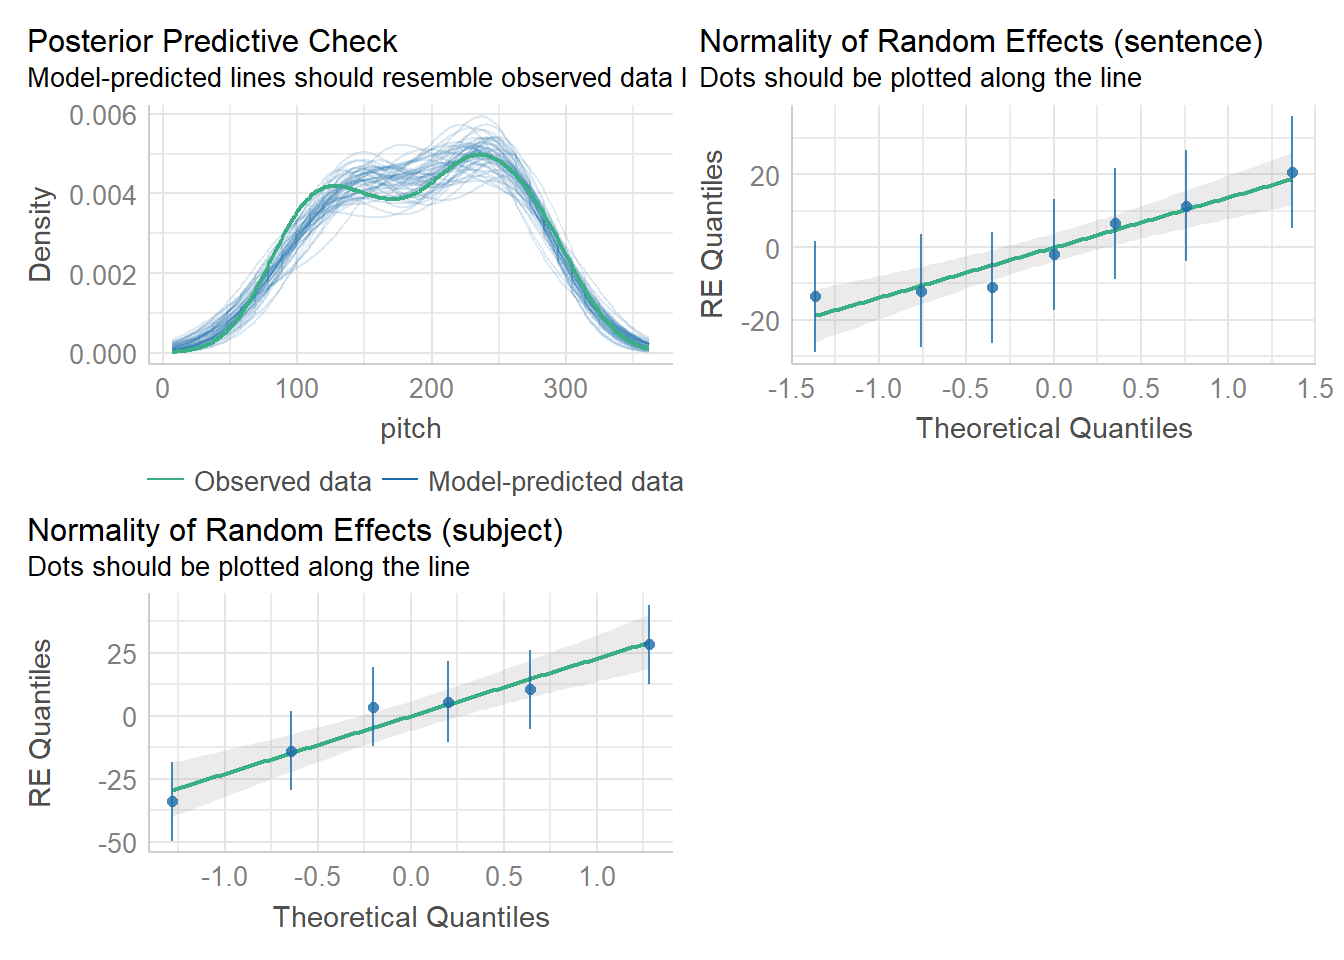 Posterior Predictive Check
Model-predicted lines should resemble observed data l
0.006
0.004
0.002
0.000
Density
0 100 200 300
pitch
Observed data Model-predicted data
Normality of Random Effects (sentence)
Dots should be plotted along the line
20
0
-20
RE Quantiles
-1.5 -1.0 -0.5 0.0 0.5 1.0 1.5
Theoretical Quantiles
Normality of Random Effects (subject)
Dots should be plotted along the line
25
0
-25
-50
RE Quantiles
-1.0 -0.5 0.0 0.5 1.0
Theoretical Quantiles